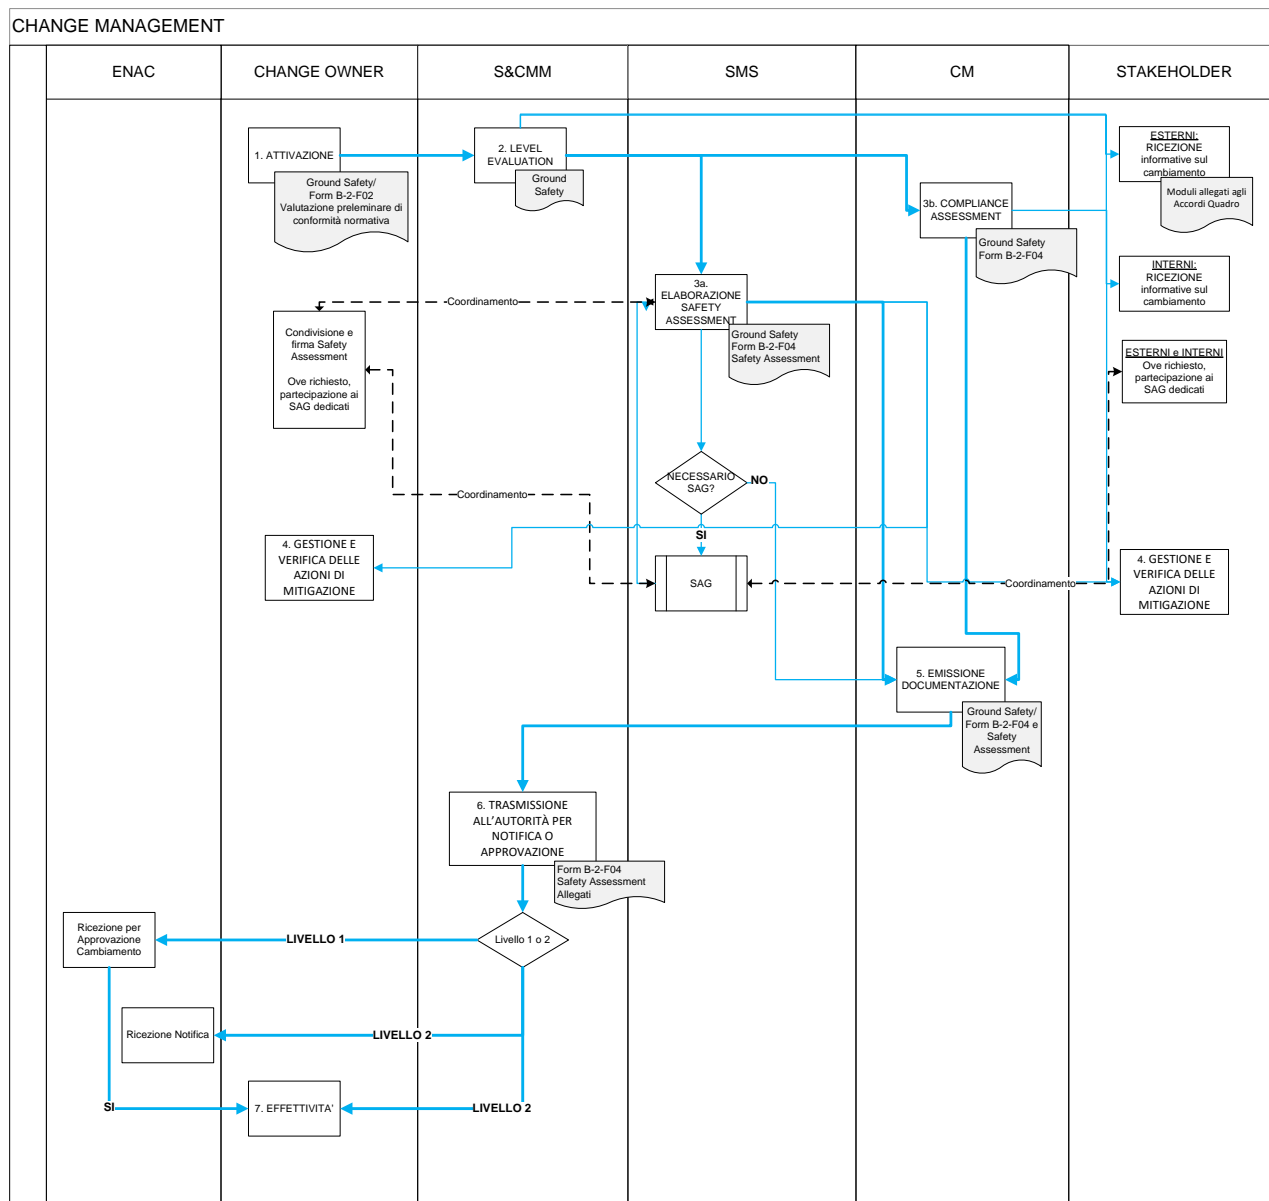 CHANGE MANAGEMENT
ENAC
CHANGE OWNER
S&CMM
SMS
CM
STAKEHOLDER
1. ATTIVAZIONE
Ground Safety/
Form B-2-F02
Valutazione preleminare di
conformità normativa
2. LEVEL
EVALUATION
Ground
Safety
ESTERNI:
RICEZIONE
informative sul
cambiamento
Moduli allegati agli
Accordi Quadro
3b. COMPLIANCE
ASSESSMENT
Ground Safety
Form B-2-F04
INTERNI:
RICEZIONE
informative sul
cambiamento
3a.
ELABORAZIONE
SAFETY
ASSESSMENT
Ground Safety
Form B-2-F04
Safety Assessment
Coordinamento
Condivisione e
firma Safety
Assessment
Ove richiesto,
partecipazione ai
SAG dedicati
ESTERNI e INTERNI
Ove richiesto,
partecipazione ai
SAG dedicati
NECESSARIO
SAG?
NO
Coordinamento
SI
4. GESTIONE E
VERIFICA DELLE
AZIONI DI
MITIGAZIONE
SAG
Coordinamento
4. GESTIONE E
VERIFICA DELLE
AZIONI DI
MITIGAZIONE
5. EMISSIONE
DOCUMENTAZIONE
Ground Safety/
Form B-2-F04 e
Safety
Assessment
6. TRASMISSIONE
ALL’AUTORITÀ PER
NOTIFICA O
APPROVAZIONE
Form B-2-F04
Safety Assessment
Allegati
Ricezione per
Approvazione
Cambiamento
LIVELLO 1
Livello 1 o 2
Ricezione Notifica
LIVELLO 2
SI
7. EFFETTIVITA’
LIVELLO 2